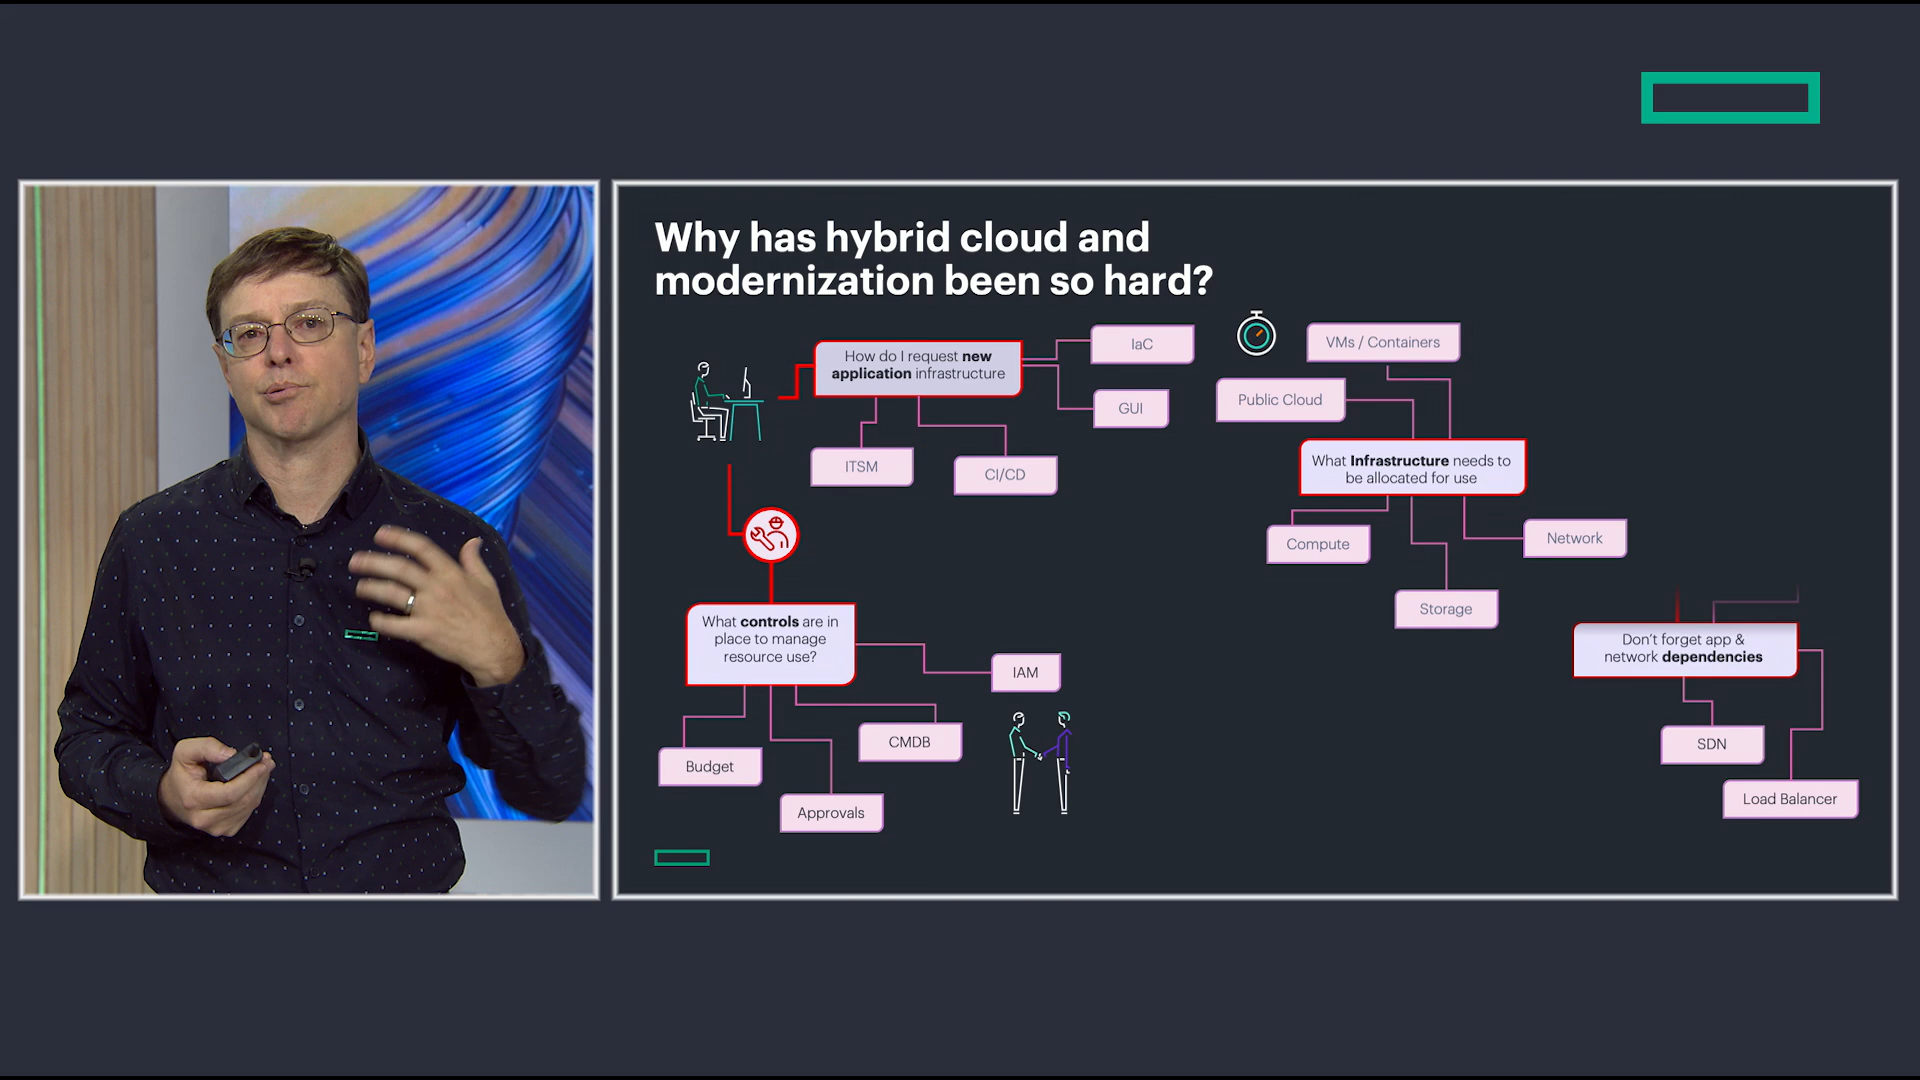 Why has hybrid cloud and
modernization been so hard?
How do I request new
application infrastructure
IaC
GUI
ITSM
CI/CD
VMs / Containers
Public Cloud
What Infrastructure needs to
be allocated for use
Compute
Network
Storage
What controls are in
place to manage
resource use?
IAM
CMDB
Budget
Approvals
Don't forget app &
network dependencies
SDN
Load Balancer